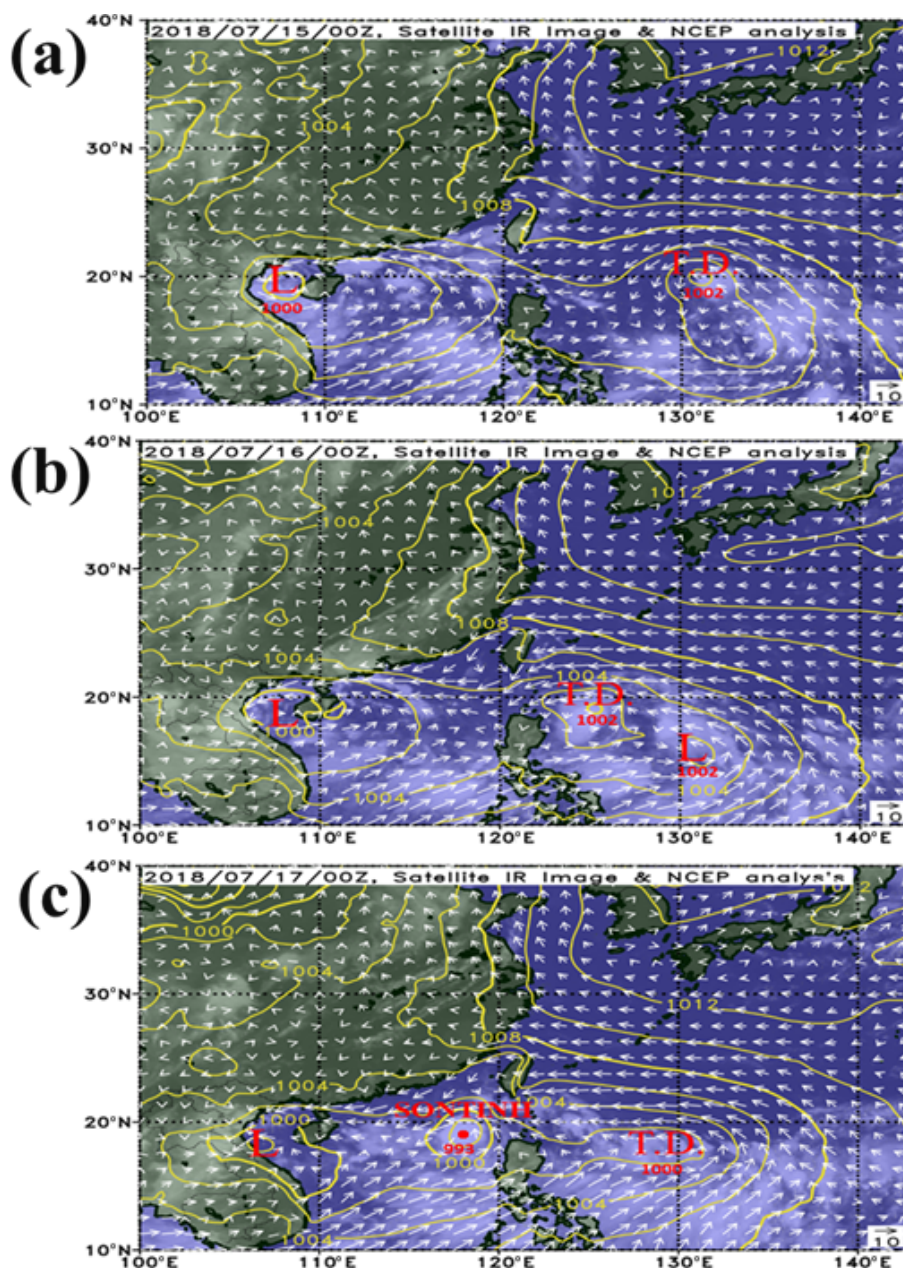 (a)
2018/07/15/00Z, Satellite IR Image & NCEP analysis
40°N
1012
1004
30°N
1008
20°N
L
1000
T.D.
1002
10°N
10
100°E 110°E 120°E 130°E 140°E
(b)
2018/07/16/00Z, Satellite IR Image & NCEP analysis
40°N
1012
1004
30°N
1008
1004
1004
20°N
L
1000
T.D.
1002
L
1002
1004
1004
10°N
10
100°E 110°E 120°E 130°E 140°E
(c)
2018/07/17/00Z, Satellite IR Image & NCEP analys's
40°N
1012
1000
1004
30°N
1012
1008
1004
1004
20°N
1000
L
SONTINH
993
1000
T.D.
1000
1004
1004
10°N
10
100°E 110°E 120°E 130°E 140°E